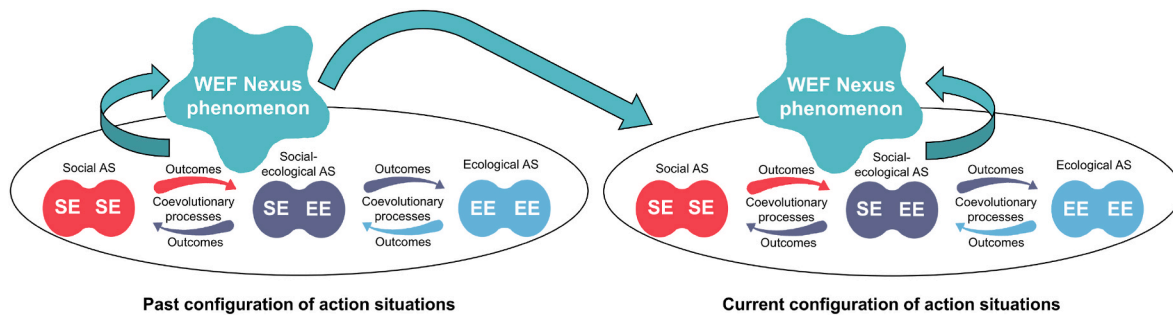 WEF Nexus
phenomenon
Social AS
Outcomes
Social-
ecological AS
Outcomes
Ecological AS
SE SE
Coevolutionary
processes
SE EE
Coevolutionary
processes
EE EE
Outcomes
Outcomes
Past configuration of action situations
WEF Nexus
phenomenon
Social AS
Outcomes
Social-
ecological AS
Outcomes
Ecological AS
SE SE
Coevolutionary
processes
SE EE
Coevolutionary
processes
EE EE
Outcomes
Outcomes
Current configuration of action situations